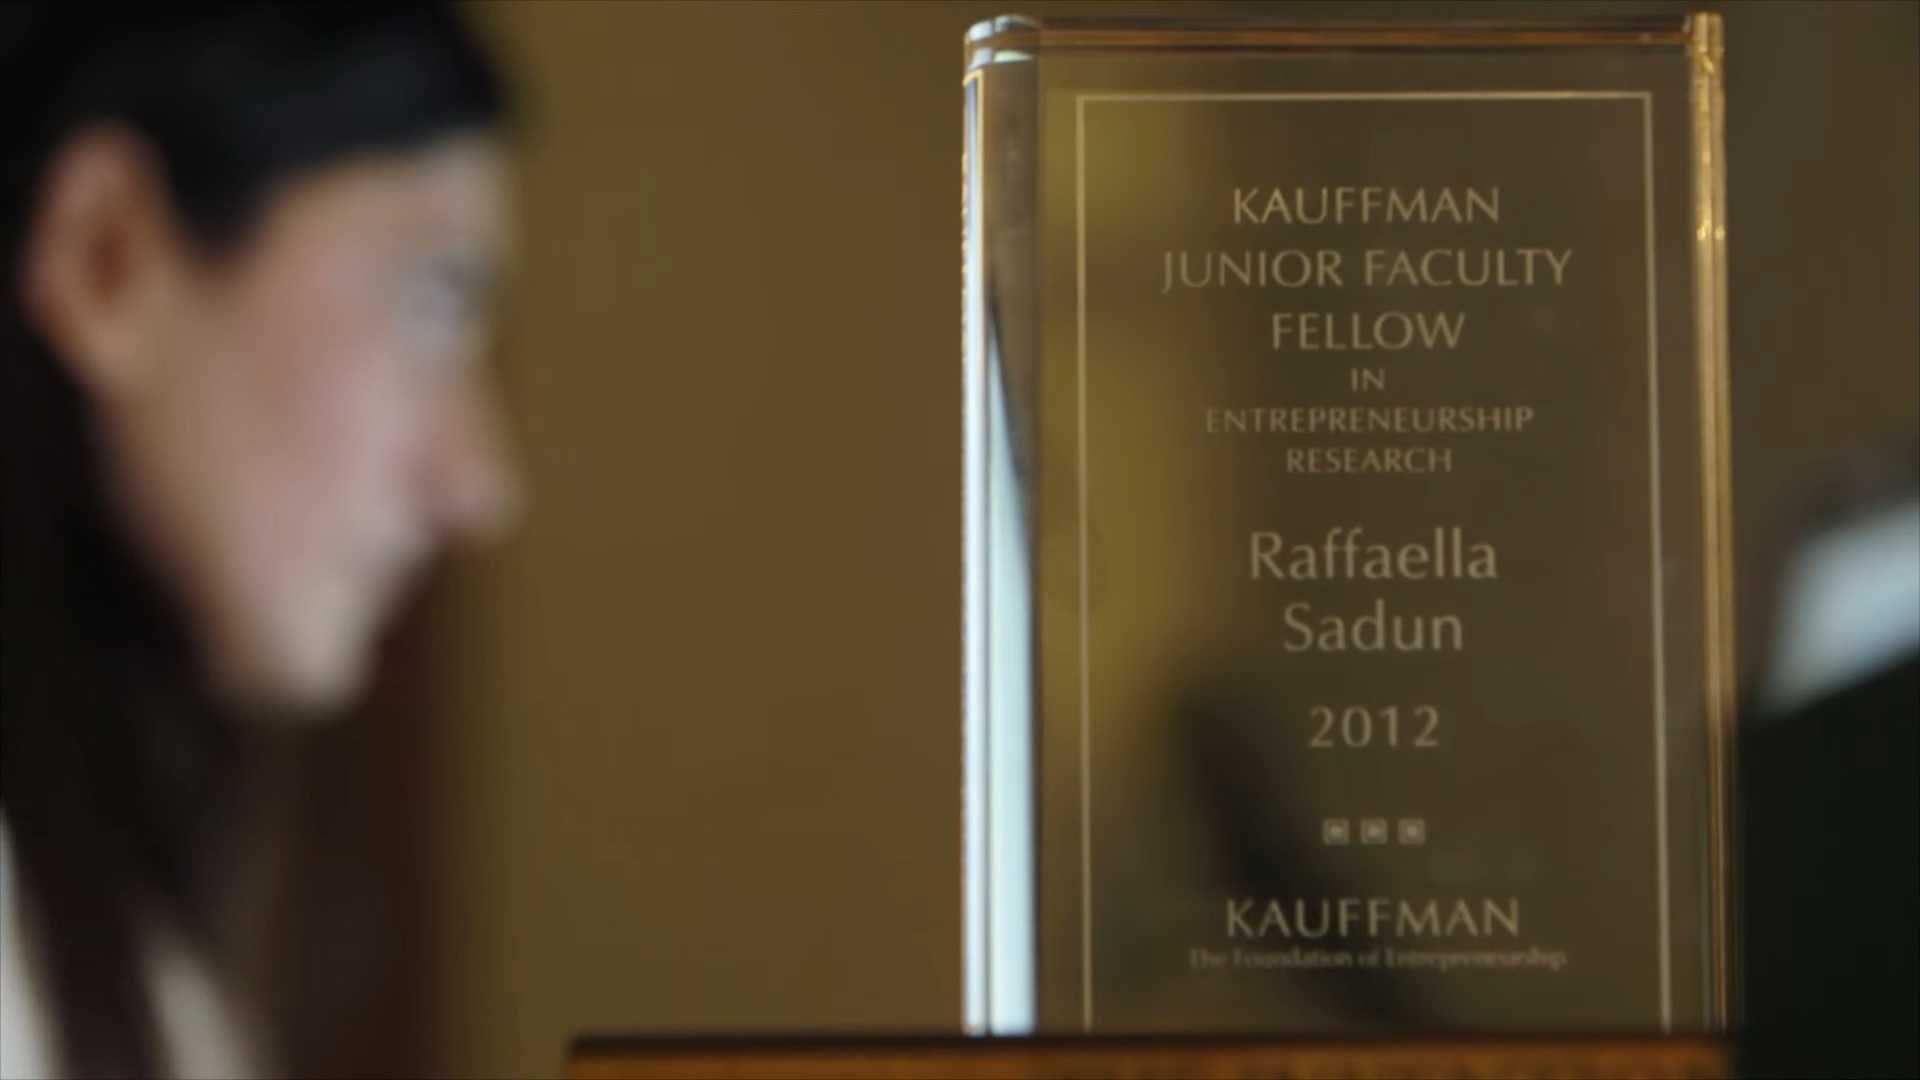 KAUFFMAN
JUNIOR FACULTY
FELLOW
IN
ENTREPRENEURSHIP
RESEARCH
Raffaella
Sadun
2012
KAUFFMAN
The Foundation of Entrepreneurship